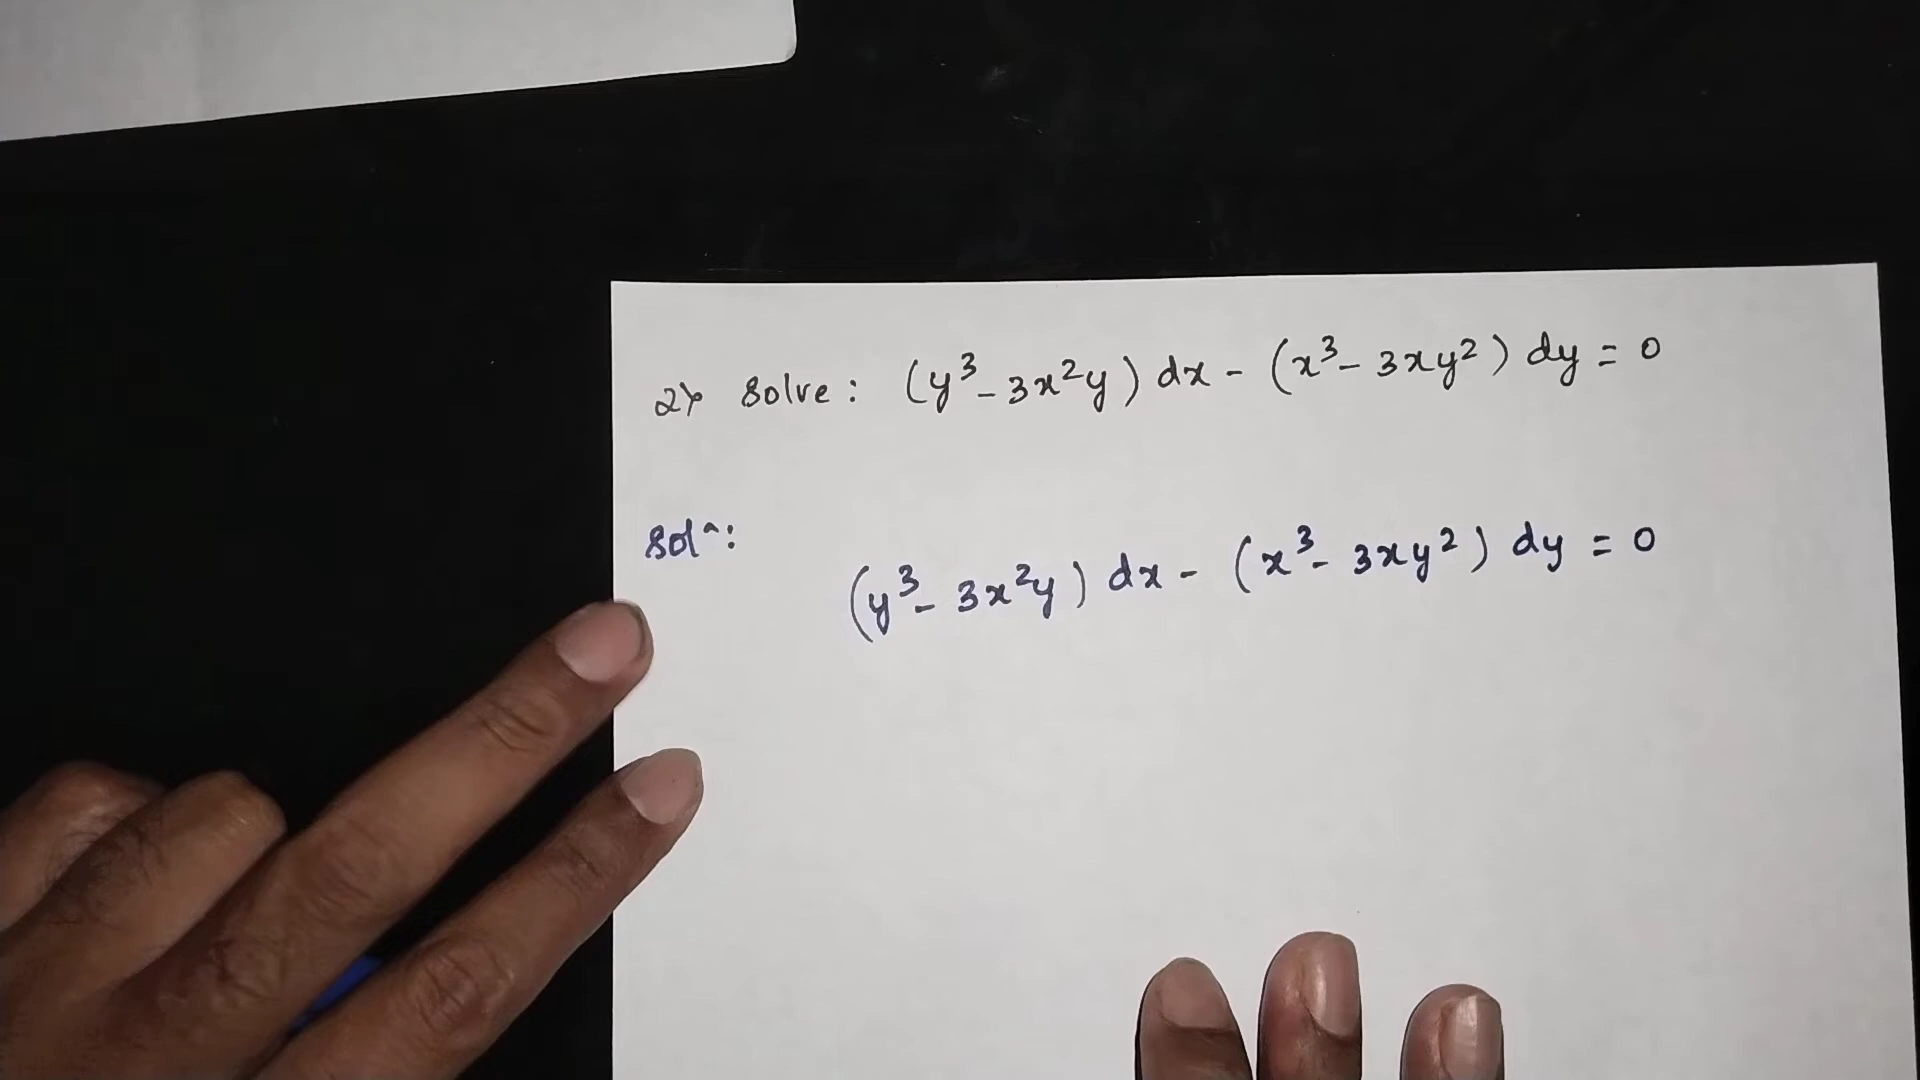 2) Solve: (y³ - 3x²y) dx - (x³ - 3xy²) dy = 0
Solⁿ:
(y³ - 3x²y) dx - (x³ - 3xy²) dy = 0